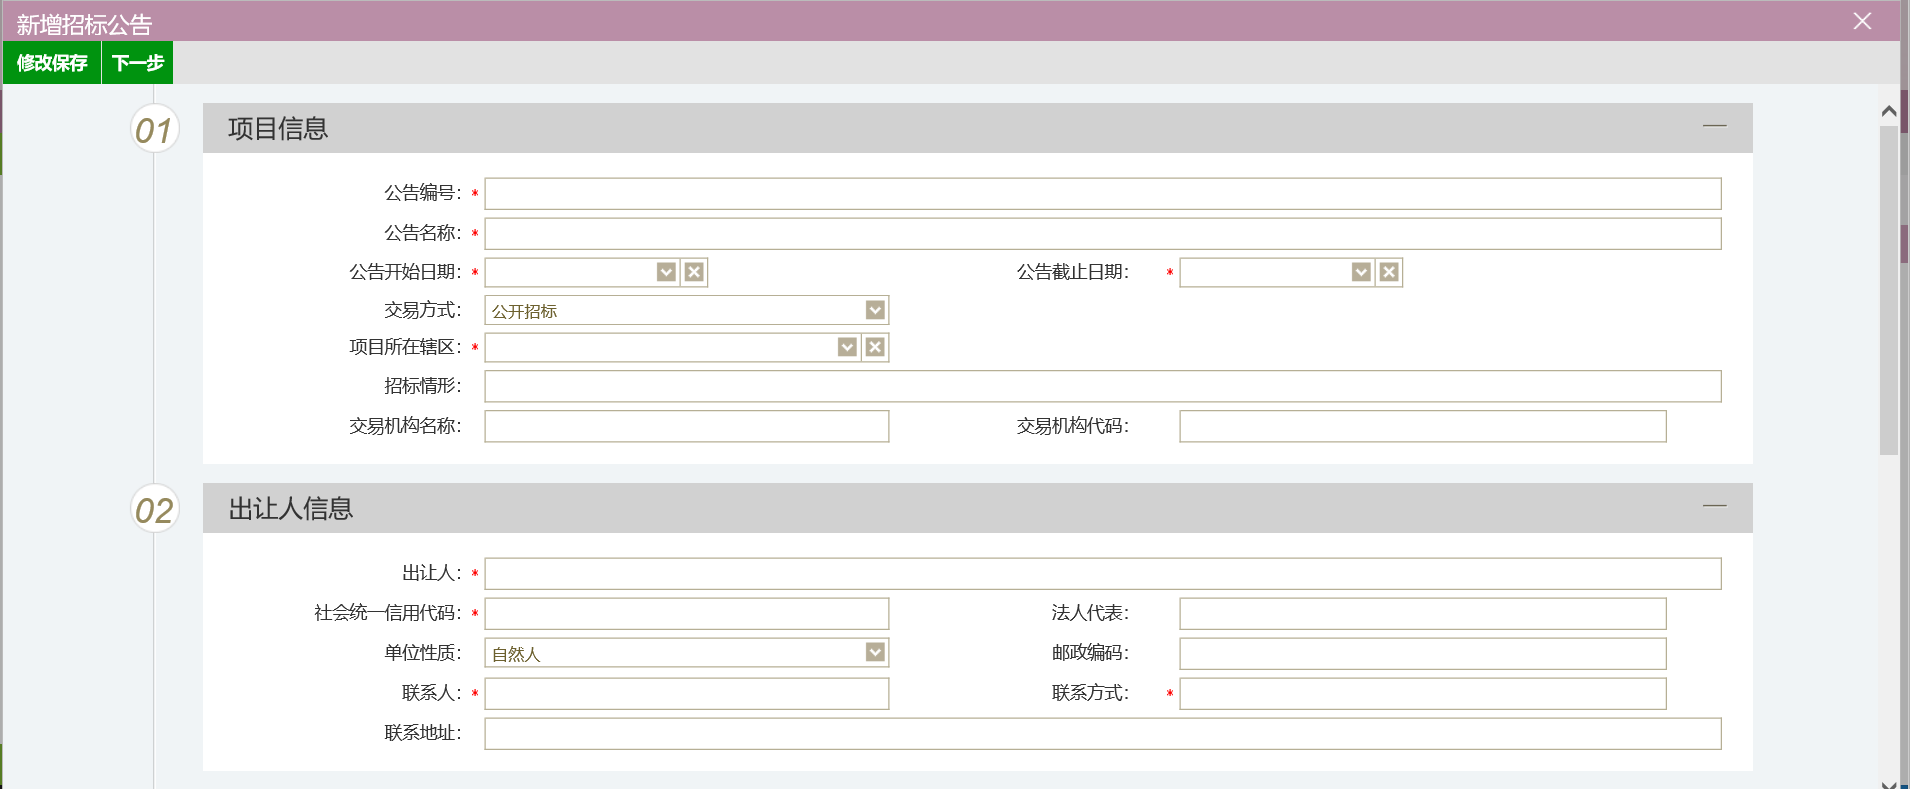 新增招标公告
修改保存 下一步
01 项目信息
公告编号：*
公告名称：*
公告开始日期：* 公告截止日期：*
交易方式： 公开招标
项目所在辖区：*
招标情形：
交易机构名称： 交易机构代码：
02 出让人信息
出让人：*
社会统一信用代码：* 法人代表：
单位性质： 自然人 邮政编码：
联系人：* 联系方式：*
联系地址：